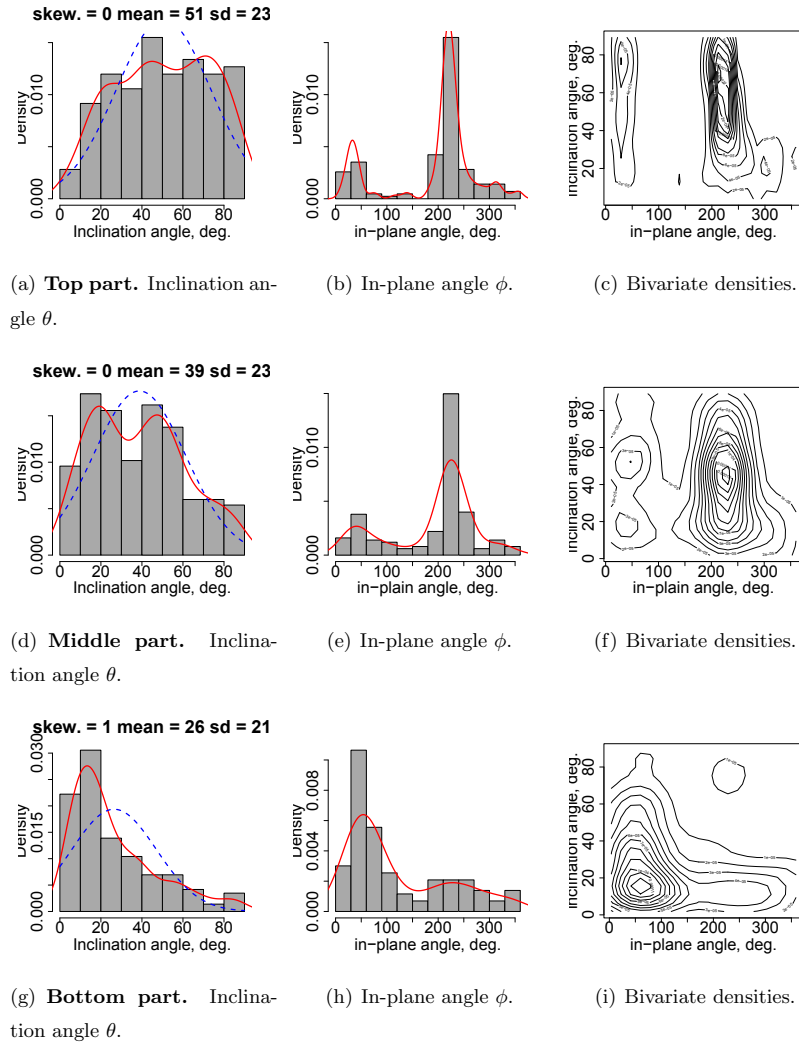 skew. = 0 mean = 51 sd = 23
Density
0.000 0.010
0 20 40 60 80
Inclination angle, deg.
Density
0.000 0.010
0 100 200 300
in−plane angle, deg.
Inclination angle, deg.
20 40 60 80
0 100 200 300
in−plane angle, deg.
(a) Top part. Inclination an-
gle θ.
(b) In-plane angle ϕ.
(c) Bivariate densities.
skew. = 0 mean = 39 sd = 23
Density
0.000 0.010
0 20 40 60 80
Inclination angle, deg.
Density
0.000 0.010
0 100 200 300
in−plain angle, deg.
Inclination angle, deg.
0 20 40 60 80
0 100 200 300
in−plain angle, deg.
(d) Middle part. Inclina-
tion angle θ.
(e) In-plane angle ϕ.
(f) Bivariate densities.
skew. = 1 mean = 26 sd = 21
Density
0.000 0.015 0.030
0 20 40 60 80
Inclination angle, deg.
Density
0.000 0.004 0.008
0 100 200 300
in−plane angle, deg.
Inclination angle, deg.
0 20 40 60 80
0 100 200 300
in−plane angle, deg.
(g) Bottom part. Inclina-
tion angle θ.
(h) In-plane angle ϕ.
(i) Bivariate densities.